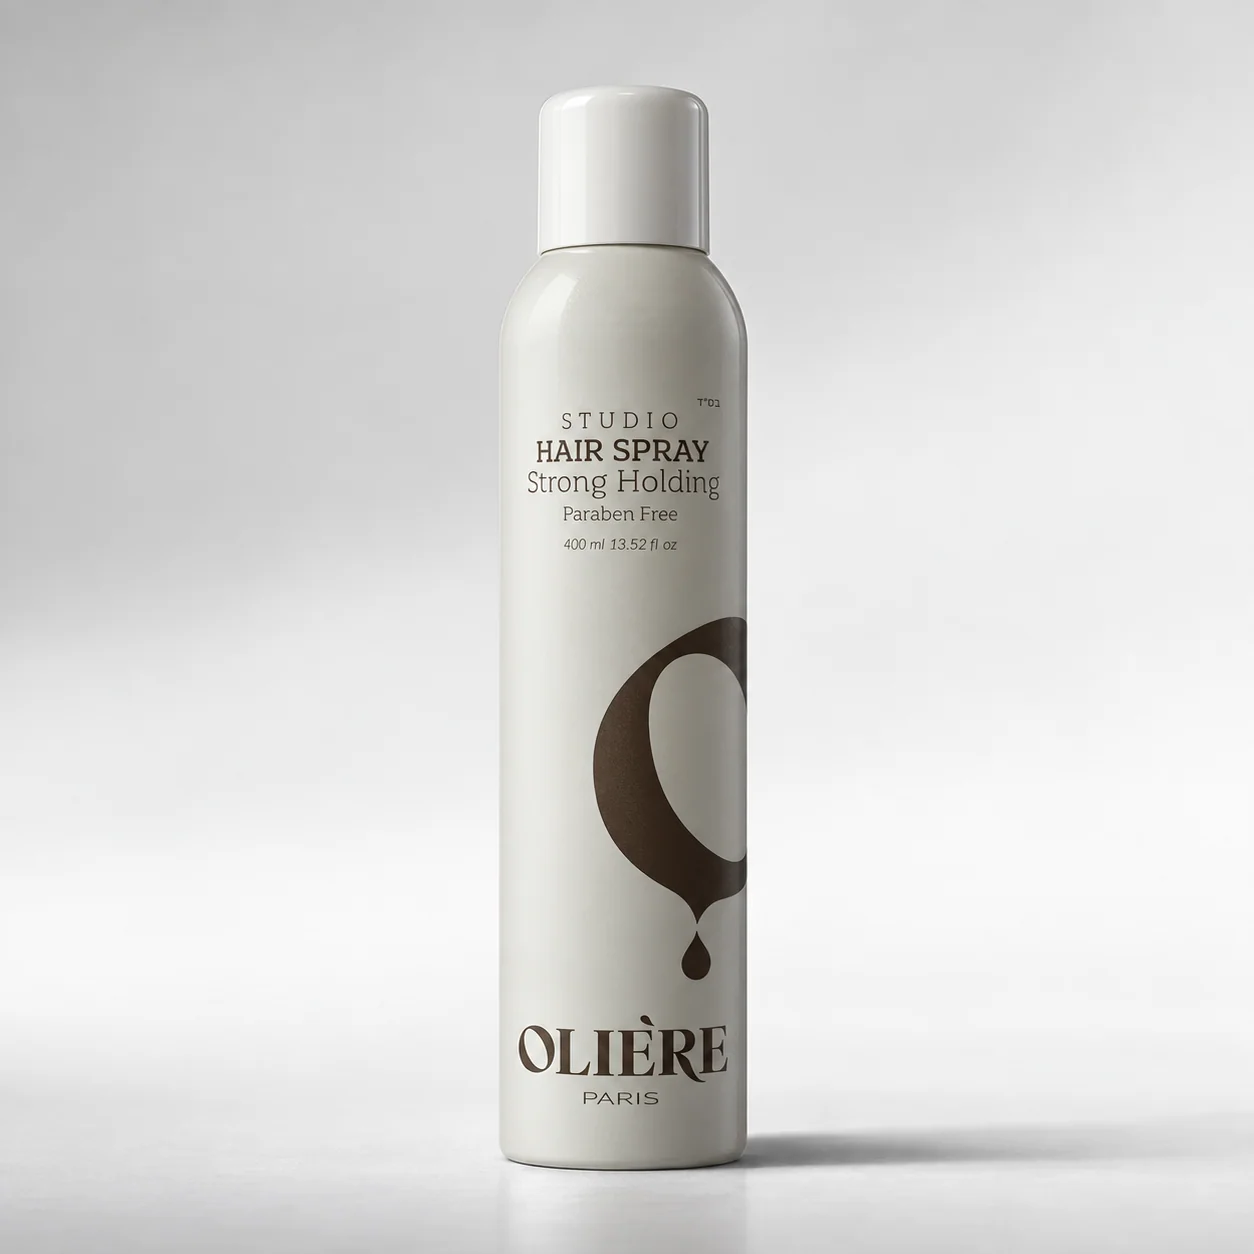 בס"ד
STUDIO
HAIR SPRAY
Strong Holding
Paraben Free
400 ml 13.52 fl oz
OLIÈRE
PARIS